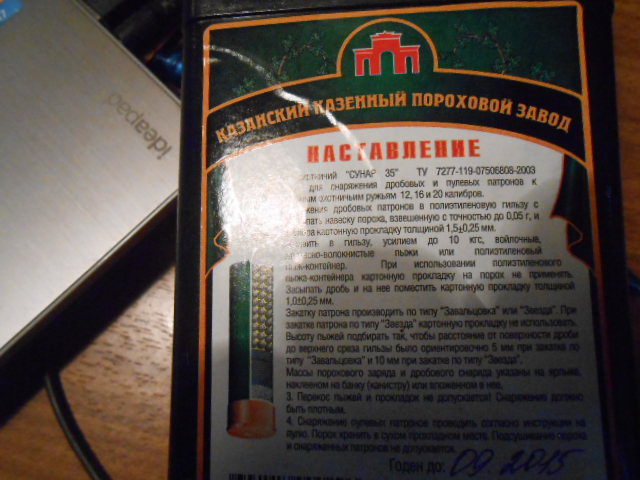 ideapad
КАЗАНСКИЙ КАЗЕННЫЙ ПОРОХОВОЙ ЗАВОД
НАСТАВЛЕНИЕ
"СУНАР 35" ТУ 7277-119-07506808-2003
для снаряжения дробовых и пулевых патронов к
ружьям 12, 16 и 20 калибров.
патронов в полиэтиленовую гильзу с
навеску пороха, взвешенную с точностью до 0,05 г, и
картонную прокладку толщиной 1,5±0,25 мм.
в гильзу, усилием до 10 кгс, войлочные,
пыжи или полиэтиленовый
При использовании полиэтиленового
пыжа-контейнера картонную прокладку на порох не применять.
Засыпать дробь и на нее поместить картонную прокладку толщиной
1,0±0,25 мм.
Закатку патрона производить по типу "Завальцовка" или "Звезда". При
закатке патрона по типу "Звезда" картонную прокладку не использовать.
Высоту пыжей подбирать так, чтобы расстояние от поверхности дроби
до верхнего среза гильзы было ориентировочно 5 мм при закатке по
типу "Завальцовка" и 10 мм при закатке по типу "Звезда".
Массы порохового заряда и дробового снаряда указаны на ярлыке,
наклеенном на банку (канистру) или вложенном в нее.
3. Перекос пыжей и прокладок не допускается! Снаряжение должно
быть плотным.
4. Снаряжение пулевых патронов проводить согласно инструкции на
пулю. Порох хранить в сухом прохладном месте. Подсушивание пороха
и снаряженных патронов не допускается.
Годен до: 09.2015